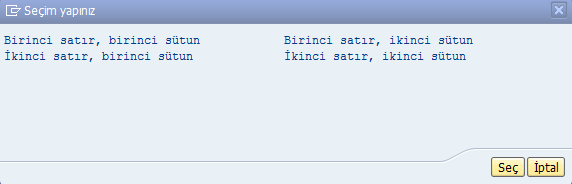 Seçim yapınız
Birinci satır, birinci sütun Birinci satır, ikinci sütun
İkinci satır, birinci sütun İkinci satır, ikinci sütun
Seç İptal